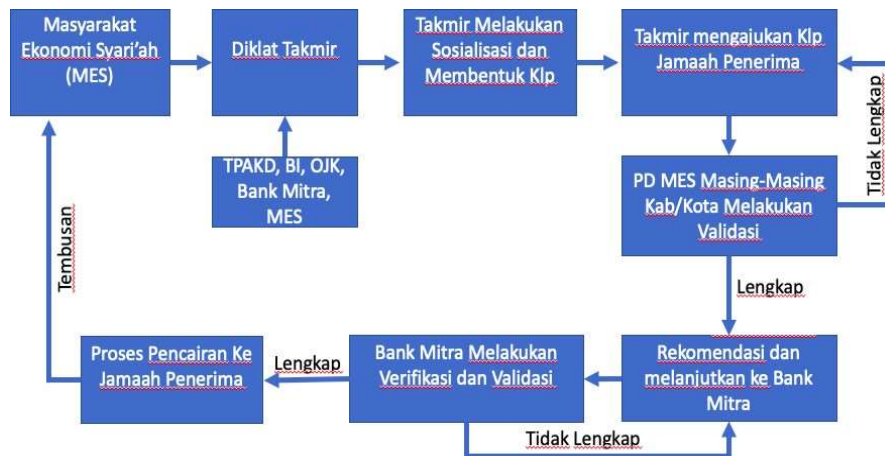 Masyarakat
Ekonomi Syari’ah
(MES)
Diklat Takmir
Takmir Melakukan
Sosialisasi dan
Membentuk Klp
Takmir mengajukan Klp
Jamaah Penerima
Tidak Lengkap
TPAKD, BI, OJK,
Bank Mitra,
MES
PD MES Masing-Masing
Kab/Kota Melakukan
Validasi
Tembusan
Lengkap
Proses Pencairan Ke
Jamaah Penerima
Lengkap
Bank Mitra Melakukan
Verifikasi dan Validasi
Rekomendasi dan
melanjutkan ke Bank
Mitra
Tidak Lengkap